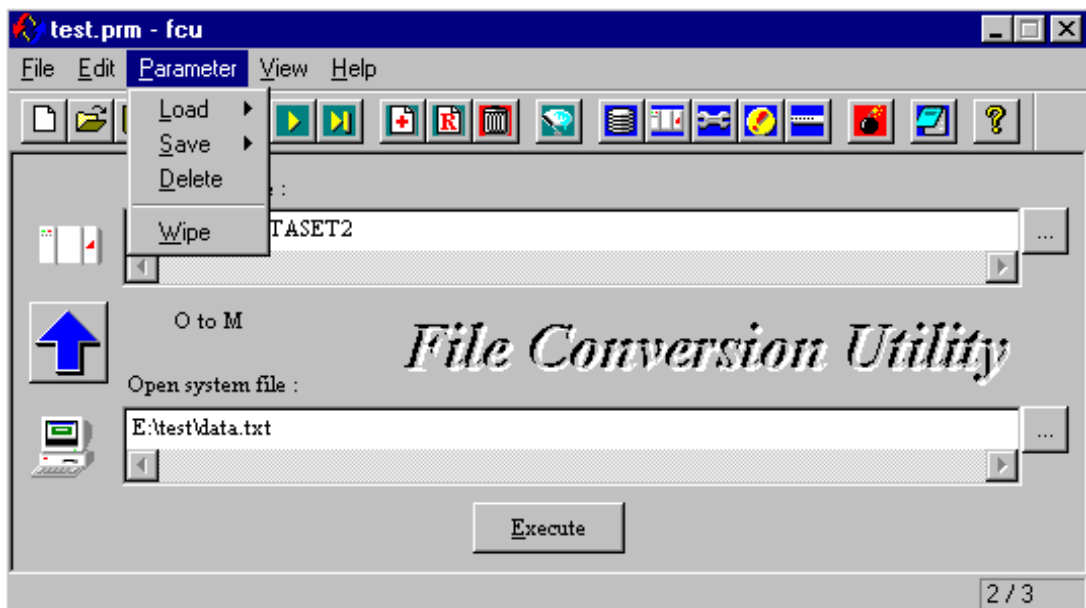 test.prm - fcu
File Edit Parameter View Help
Load
Save
Delete
Wipe
:
TASET2
...
O to M
File Conversion Utility
Open system file :
E:\test\data.txt
...
Execute
2 / 3